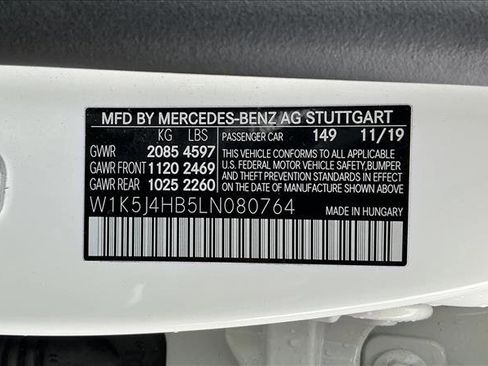 MFD BY MERCEDES-BENZ AG STUTTGART
KG LBS PASSENGER CAR 149 11/19
GVWR 2085 4597
GAWR FRONT 1120 2469
GAWR REAR 1025 2260
THIS VEHICLE CONFORMS TO ALL APPLICABLE
U.S. FEDERAL MOTOR VEHICLE SAFETY, BUMPER,
AND THEFT PREVENTION STANDARDS IN EFFECT
ON THE DATE OF MANUFACTURE SHOWN ABOVE.
W1K5J4HB5LN080764 MADE IN HUNGARY